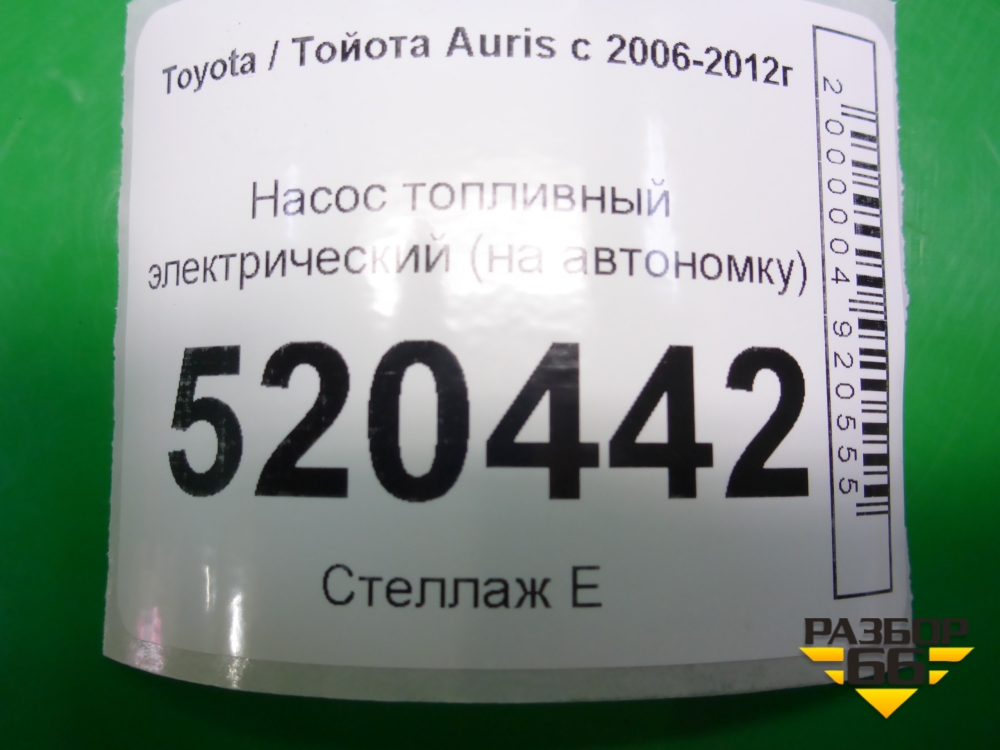 Toyota / Тойота Auris с 2006-2012г
Насос топливный
электрический (на автономку)
520442
Стеллаж Е
2000004920555
РАЗБОР
66